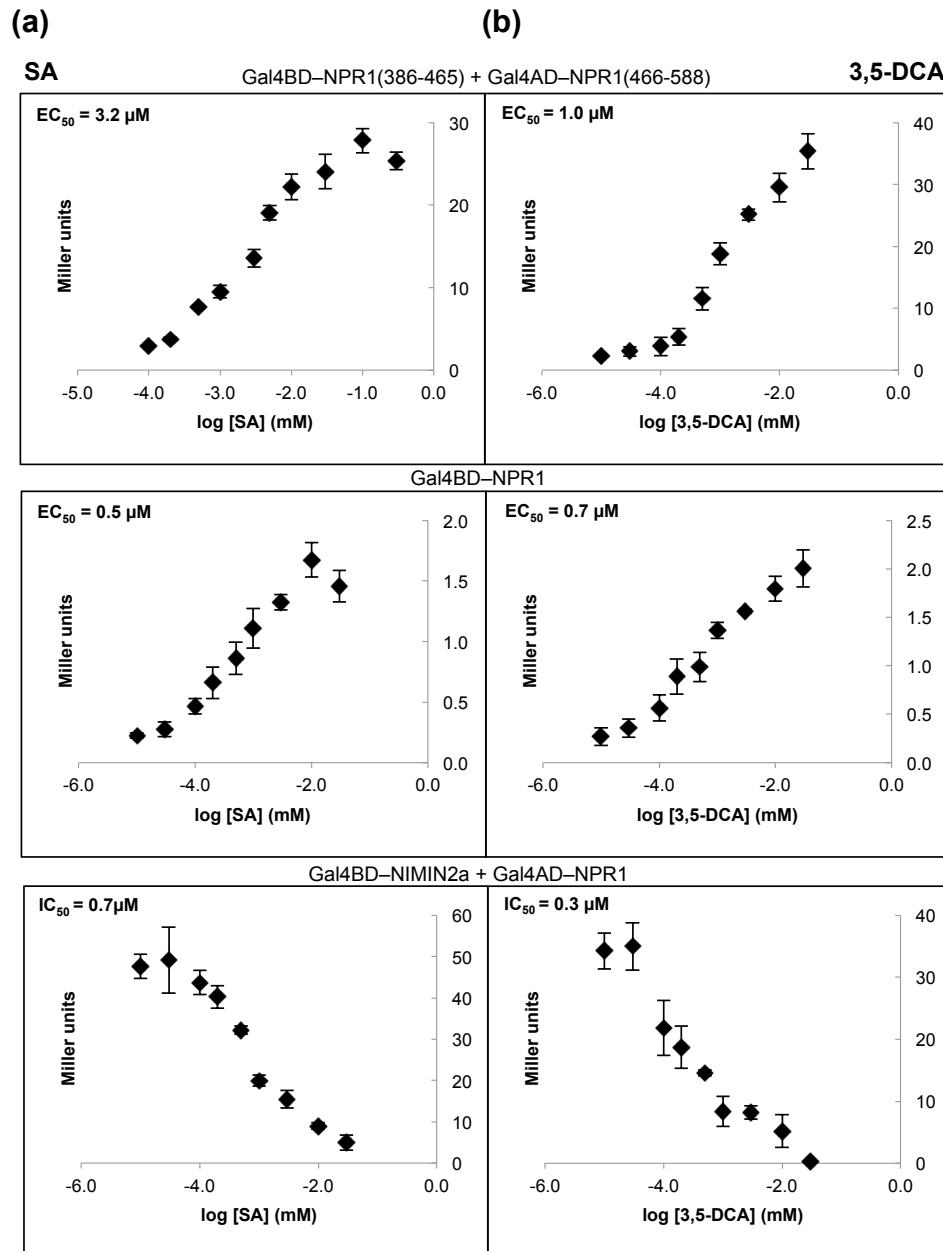 (a)
(b)
SA
Gal4BD–NPR1(386-465) + Gal4AD–NPR1(466-588)
3,5-DCA
EC50 = 3.2 µM
30
20
10
0
Miller units
-5.0 -4.0 -3.0 -2.0 -1.0 0.0
log [SA] (mM)
EC50 = 1.0 µM
40
30
20
10
0
Miller units
-6.0 -4.0 -2.0 0.0
log [3,5-DCA] (mM)
Gal4BD–NPR1
EC50 = 0.5 µM
2.0
1.5
1.0
0.5
0.0
Miller units
-6.0 -4.0 -2.0 0.0
log [SA] (mM)
EC50 = 0.7 µM
2.5
2.0
1.5
1.0
0.5
0.0
Miller units
-6.0 -4.0 -2.0 0.0
log [3,5-DCA] (mM)
Gal4BD–NIMIN2a + Gal4AD–NPR1
IC50 = 0.7µM
60
50
40
30
20
10
0
Miller units
-6.0 -4.0 -2.0 0.0
log [SA] (mM)
IC50 = 0.3 µM
40
30
20
10
0
Miller units
-6.0 -4.0 -2.0 0.0
log [3,5-DCA] (mM)